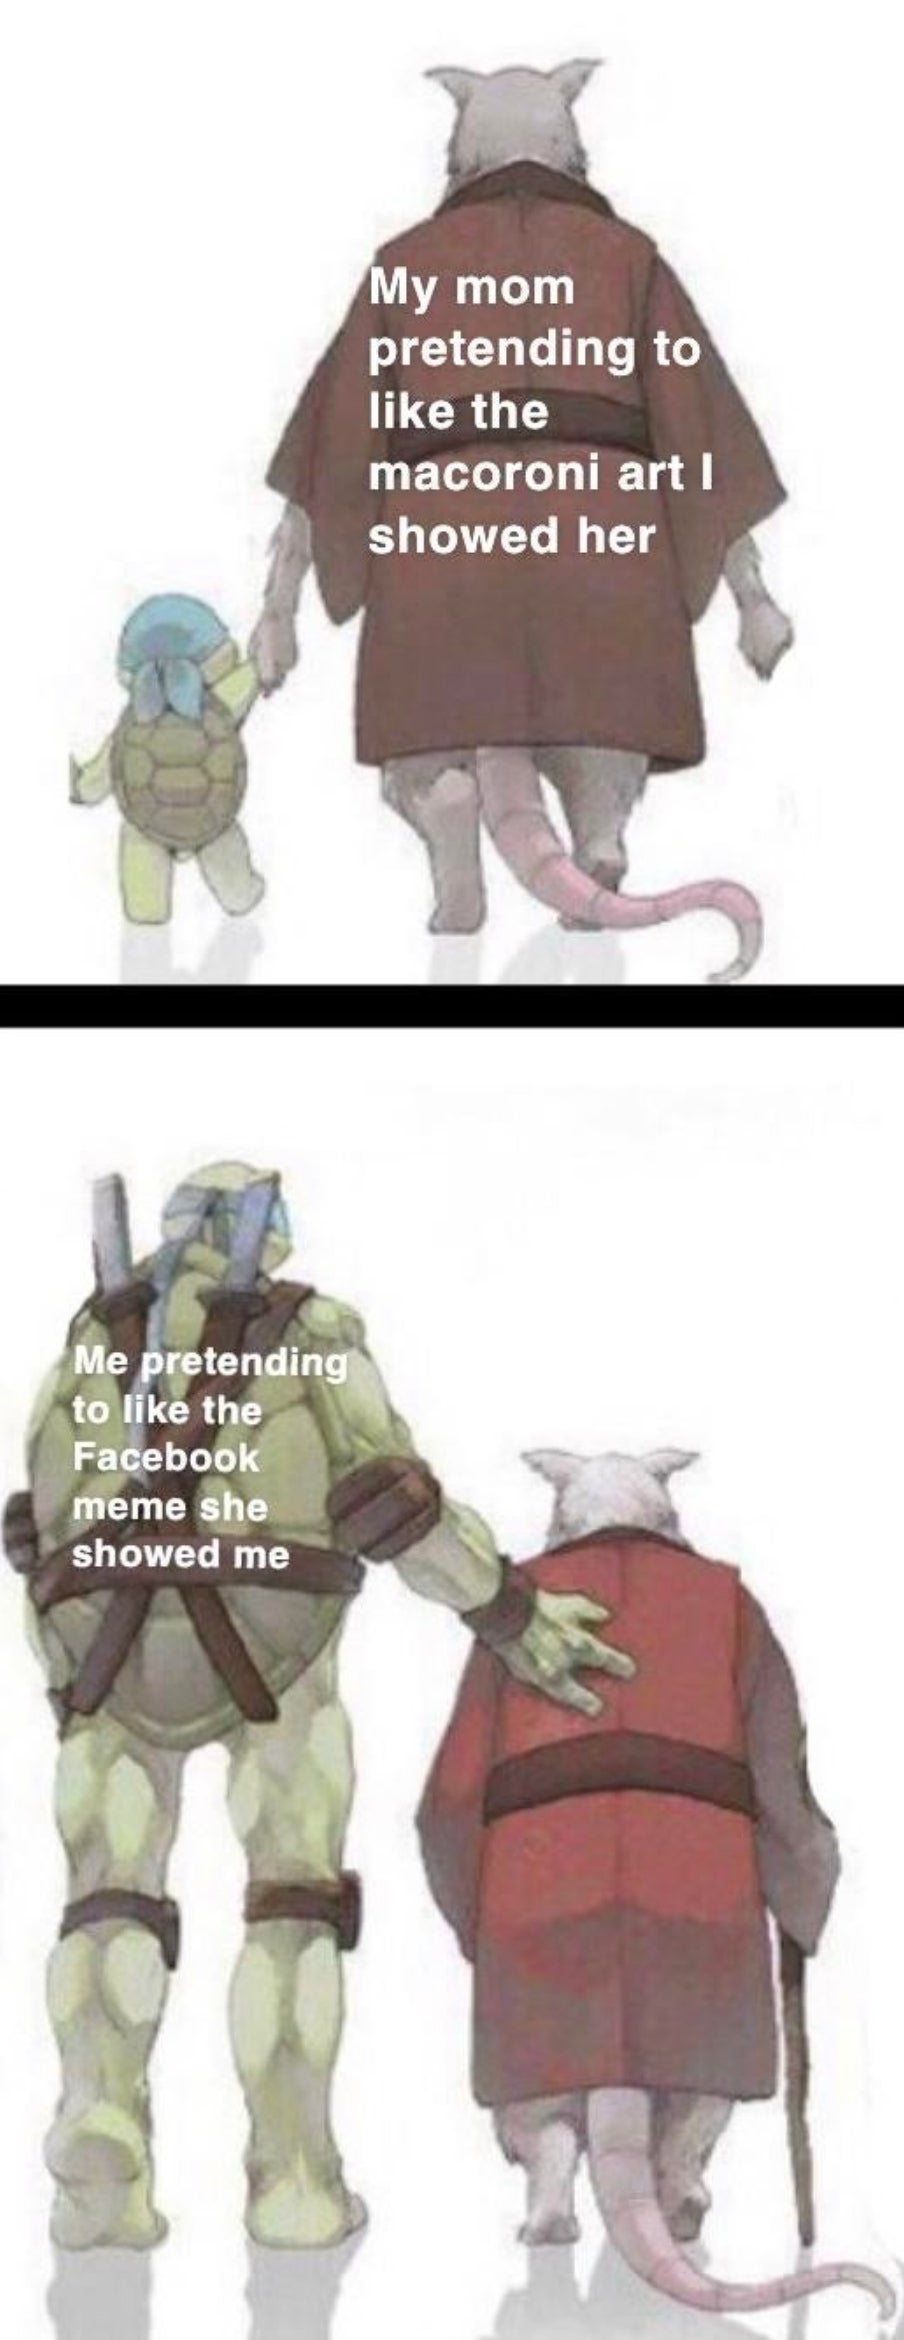 My mom
pretending to
like the
macoroni art I
showed her
Me pretending
to like the
Facebook
meme she
showed me